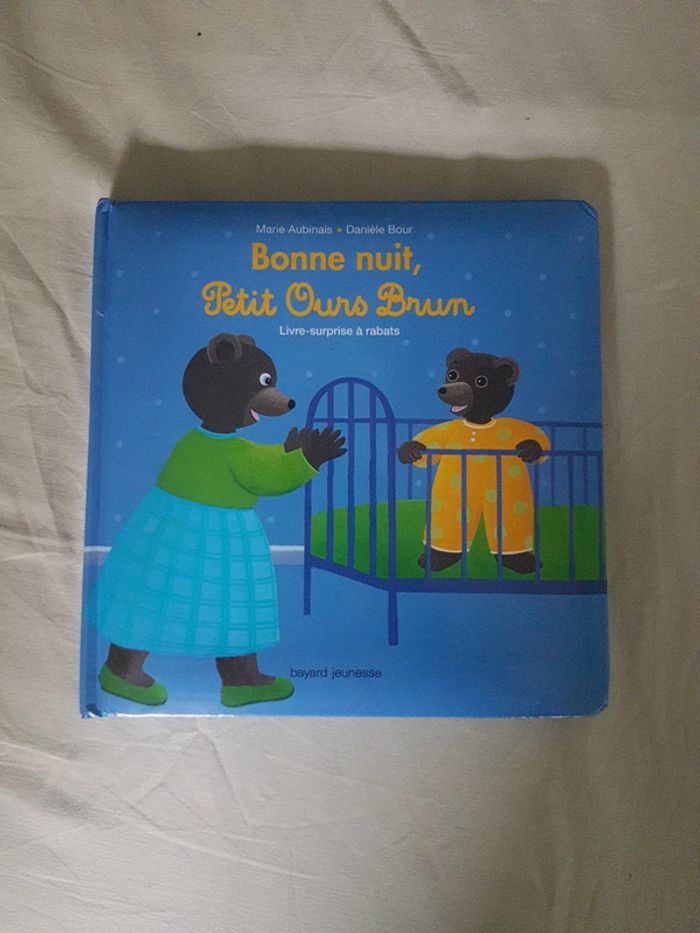 Marie Aubinais • Danièle Bour
Bonne nuit,
Petit Ours Brun
Livre-surprise à rabats
bayard jeunesse